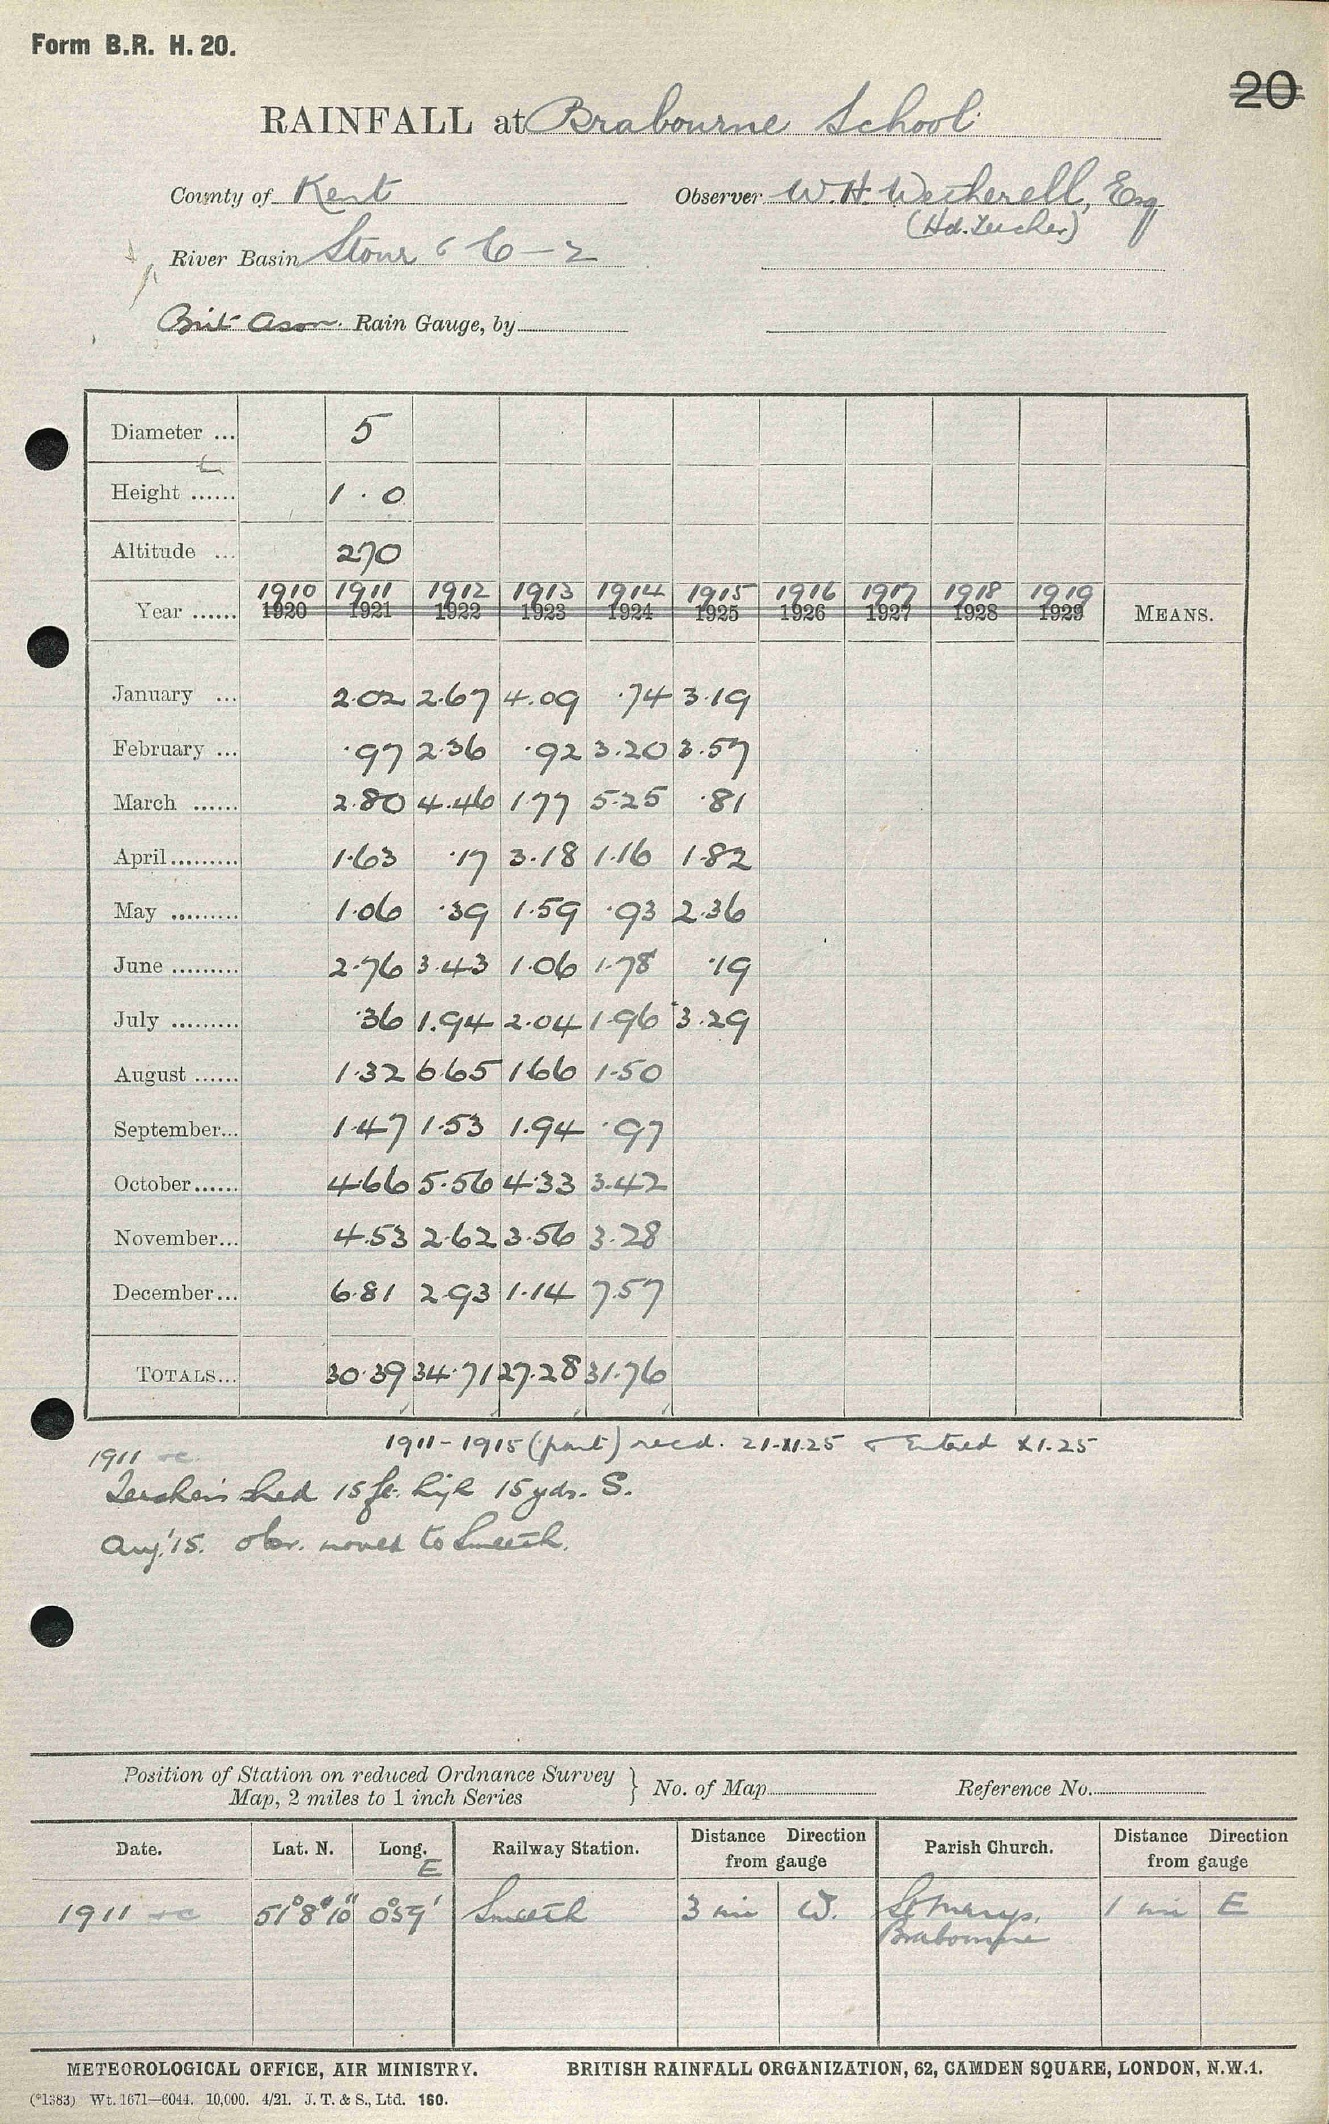 Form B.R. H. 20.
20
RAINFALL at Brabourne School
County of Kent Observer W. H. Wetherell, Esq
(Hd. Teacher)
River Basin Stour 6 C-2
Brit Assn. Rain Gauge, by
Diameter ... 5
Height ...... 1.0
Altitude ... 270
1910 1911 1912 1913 1914 1915 1916 1917 1918 1919
Year ...... 1920 1921 1922 1923 1924 1925 1926 1927 1928 1929 MEANS.
January ... 2.02 2.67 4.09 .74 3.19
February ... .97 2.36 .92 3.20 3.57
March ...... 2.80 4.46 1.77 5.25 .81
April ......... 1.63 .17 3.18 1.16 1.82
May ......... 1.06 .39 1.59 .93 2.36
June ......... 2.76 3.43 1.06 1.78 .19
July ......... .36 1.94 2.04 1.96 3.29
August ...... 1.32 6.65 1.66 1.50
September... 1.47 1.53 1.94 .97
October...... 4.66 5.56 4.33 3.42
November... 4.53 2.62 3.56 3.28
December... 6.81 2.93 1.14 7.57
TOTALS... 30.39 34.71 27.28 31.76
1911-1915 (part) recd. 21.XI.25 & Entered XI.25
1911
Teacher's shed 15 ft. high 15 yds. S.
Aug. '15. obsr. moved to Smeeth.
Position of Station on reduced Ordnance Survey
Map, 2 miles to 1 inch Series } No. of Map Reference No.
Date. Lat. N. Long. E Railway Station. Distance Direction from gauge Parish Church. Distance Direction from gauge
1911 51°8'10" 0°59' Smeeth 3 mi W. St Marys, 1 mi E
Brabourne
METEOROLOGICAL OFFICE, AIR MINISTRY. BRITISH RAINFALL ORGANIZATION, 62, CAMDEN SQUARE, LONDON, N.W.1.
(*1383) Wt. 1671—6044. 10,000. 4/21. J. T. & S., Ltd. 160.